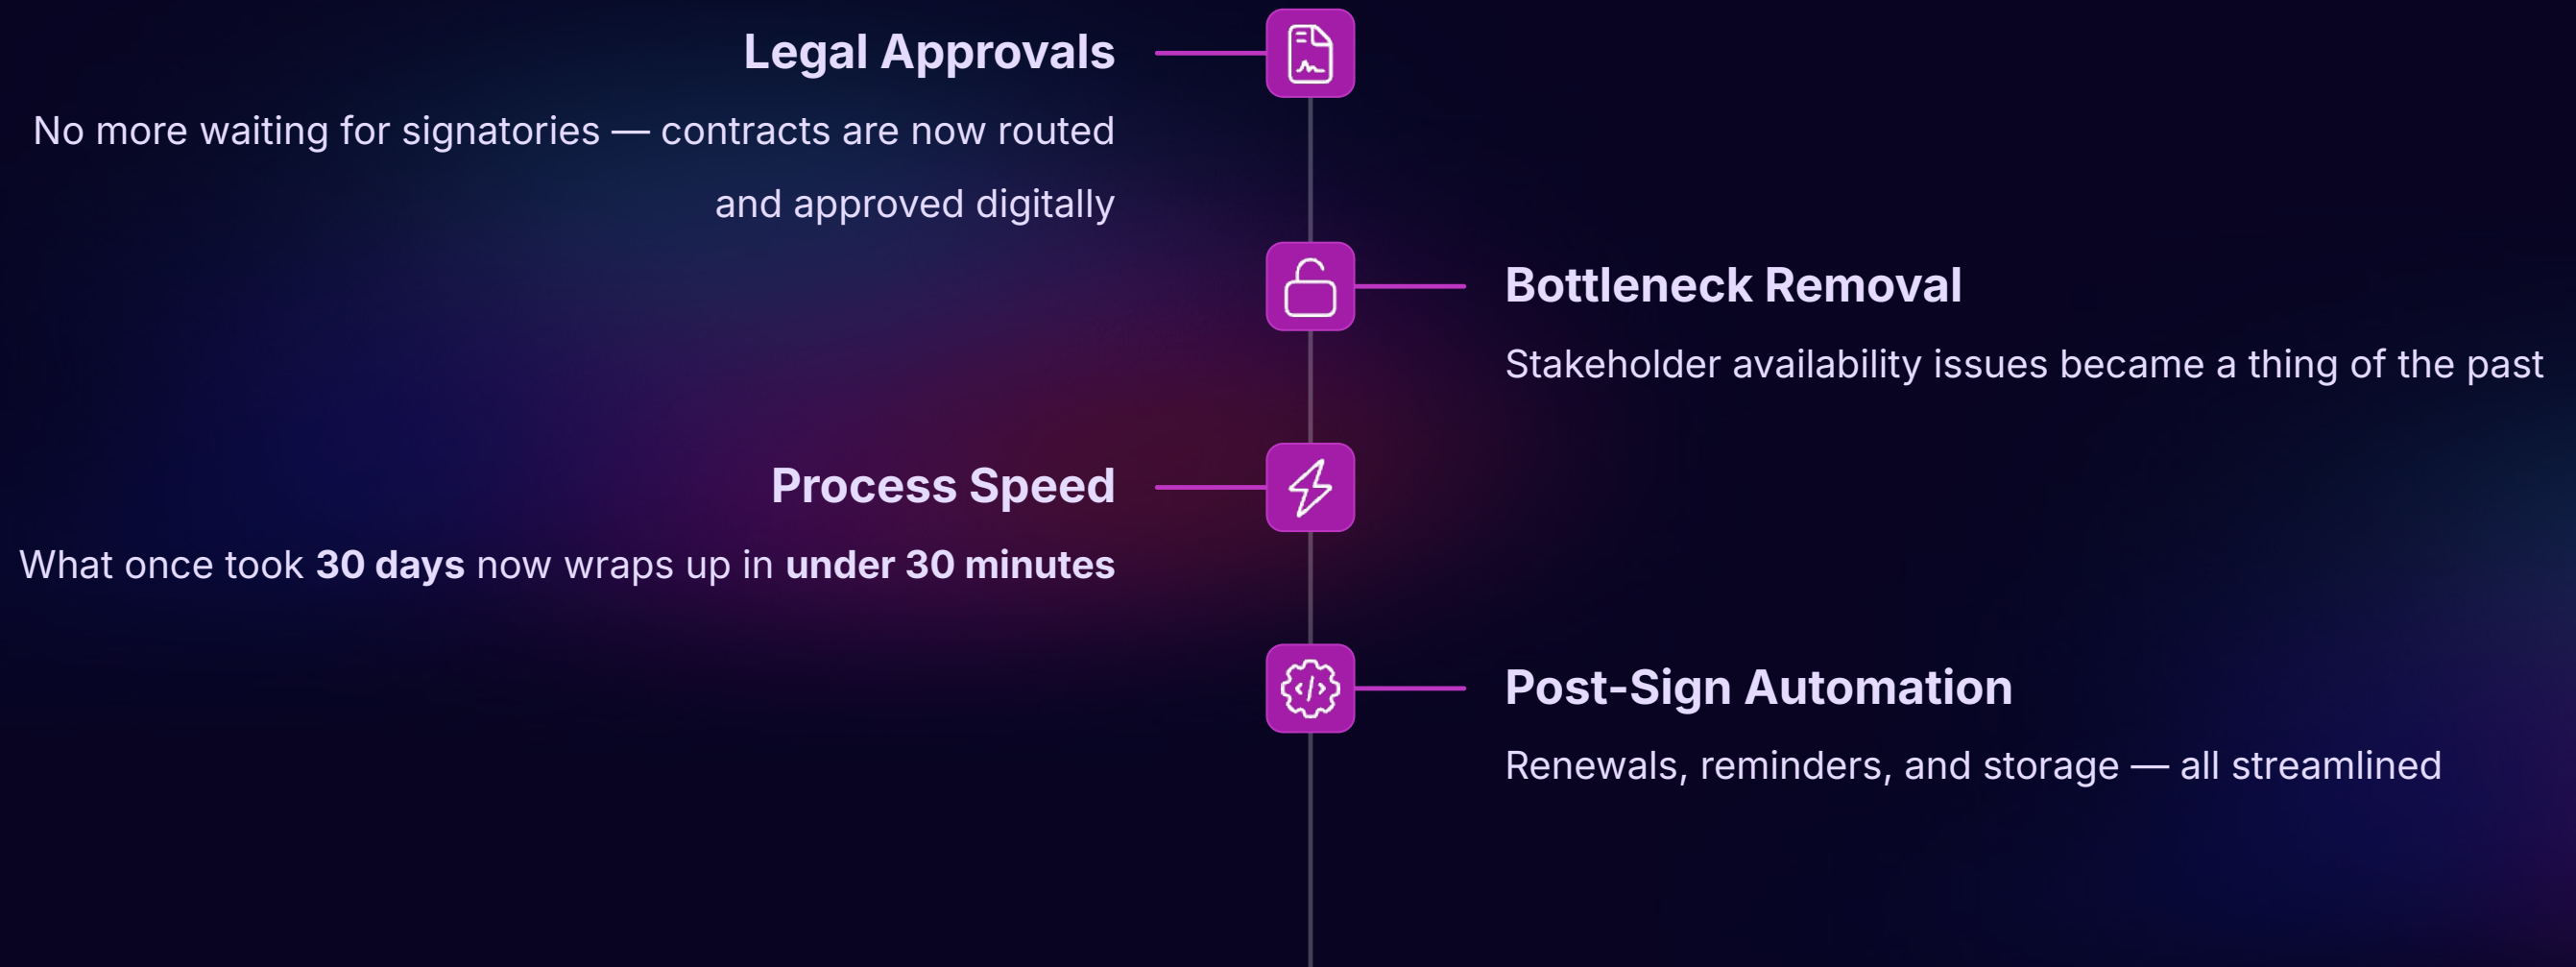 Legal Approvals
No more waiting for signatories — contracts are now routed
and approved digitally
Bottleneck Removal
Stakeholder availability issues became a thing of the past
Process Speed
What once took 30 days now wraps up in under 30 minutes
Post-Sign Automation
Renewals, reminders, and storage — all streamlined